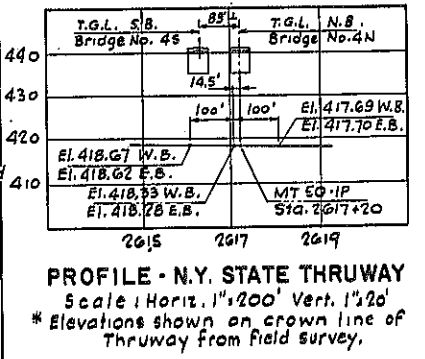 85'±
T.G.L. S.B.
Bridge No. 4S
T.G.L. N.B.
Bridge No. 4N
440
14.5'
430
100' 100'
El. 417.69 W.B.
El. 417.70 E.B.
420
El. 418.67 W.B.
El. 418.62 E.B.
410
El. 418.33 W.B.
El. 418.28 E.B.
MT 50·1P
Sta. 2617+20
2615 2617 2619
PROFILE - N.Y. STATE THRUWAY
Scale: Horiz. 1"=200' Vert. 1"=20'
* Elevations shown on crown line of
Thruway from field survey.